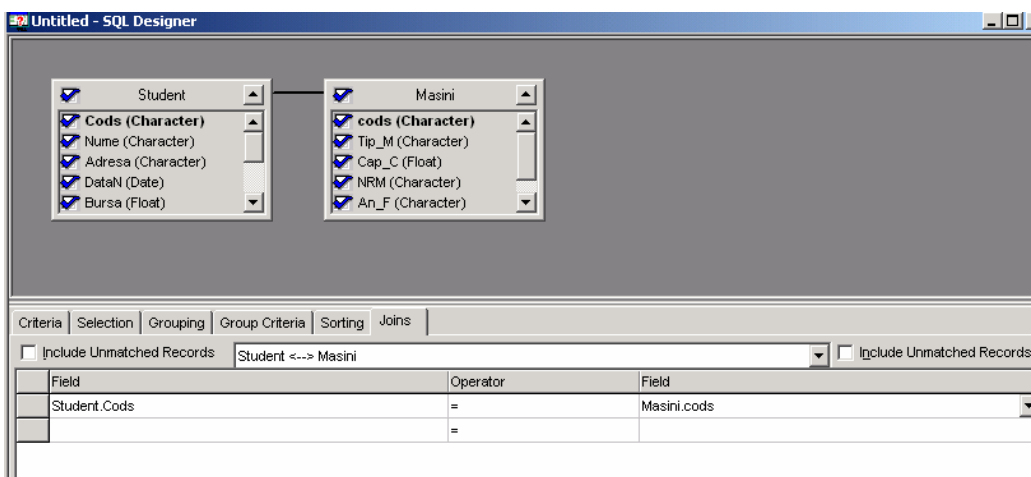 Untitled - SQL Designer
Student
Cods (Character)
Nume (Character)
Adresa (Character)
DataN (Date)
Bursa (Float)
Masini
cods (Character)
Tip_M (Character)
Cap_C (Float)
NRM (Character)
An_F (Character)
Criteria Selection Grouping Group Criteria Sorting Joins
Include Unmatched Records Student <--> Masini Include Unmatched Records
Field Operator Field
Student.Cods = Masini.cods
=